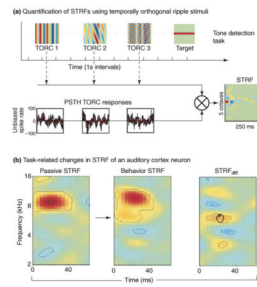 (a) Quantification of STRFs using temporally orthogonal ripple stimuli
TORC 1 TORC 2 TORC 3 Target
Tone detection
task
Time (1s intervals)
STRF
PSTH TORC responses
Unbiased
spike rate
100
0
-100
5 octaves
250 ms
(b) Task-related changes in STRF of an auditory cortex neuron
Passive STRF Behavior STRF STRFdiff
Frequency (kHz)
16
8
4
2
0 40 0 40 0 40
Time (ms)